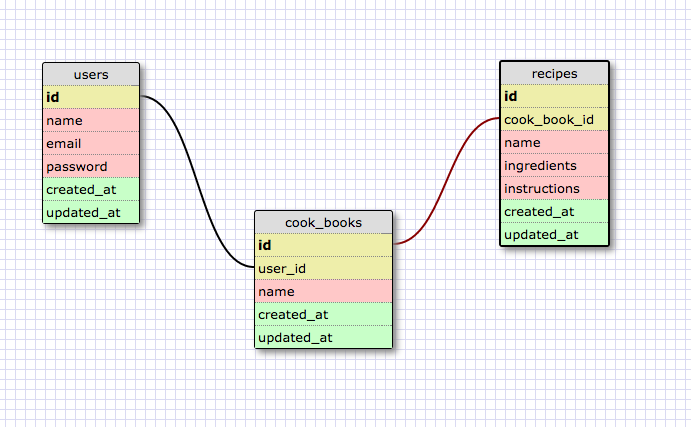 users
id
name
email
password
created_at
updated_at
cook_books
id
user_id
name
created_at
updated_at
recipes
id
cook_book_id
name
ingredients
instructions
created_at
updated_at